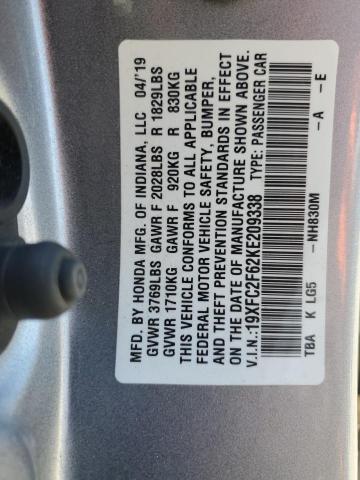 MFD. BY HONDA MFG. OF INDIANA, LLC 04/'19
GVWR 3769LBS GAWR F 2028LBS R 1829LBS
GVWR 1710KG GAWR F 920KG R 830KG
THIS VEHICLE CONFORMS TO ALL APPLICABLE
FEDERAL MOTOR VEHICLE SAFETY, BUMPER,
AND THEFT PREVENTION STANDARDS IN EFFECT
ON THE DATE OF MANUFACTURE SHOWN ABOVE.
V.I.N.:19XFC2F62KE209338 TYPE: PASSENGER CAR
TBA K LG5 -NH830M -A -E